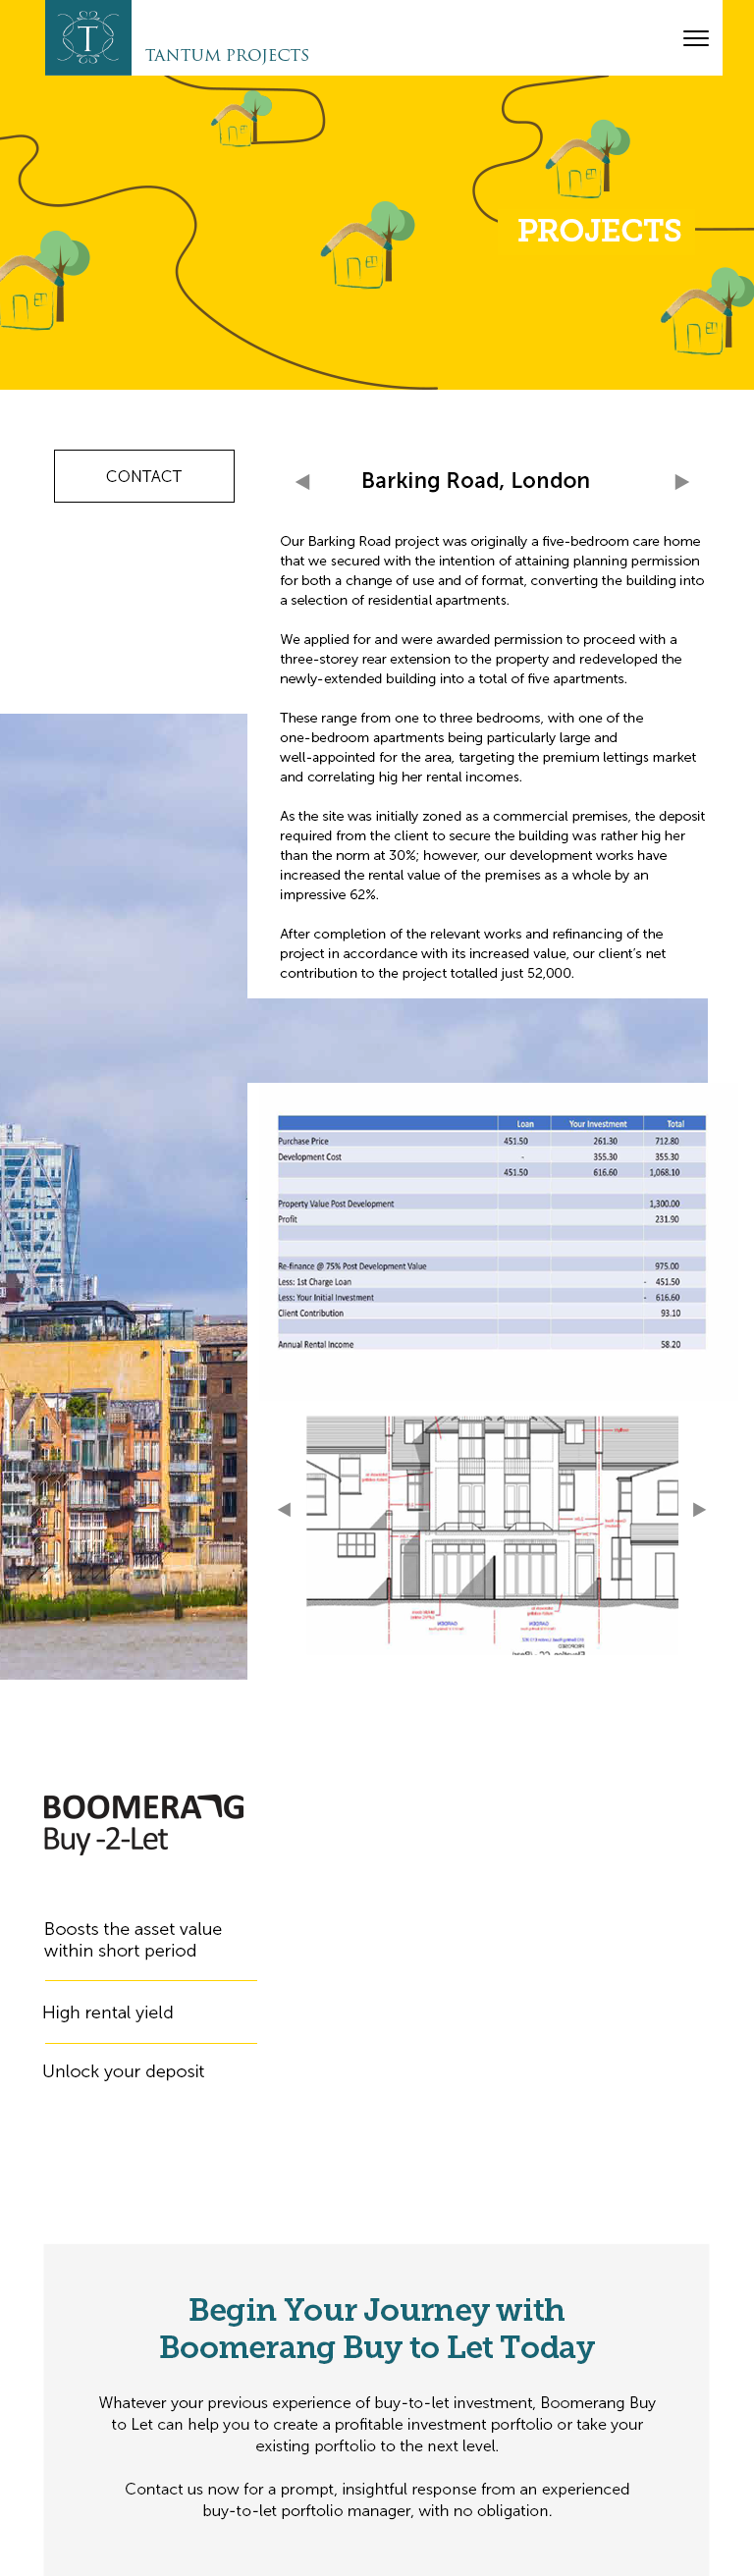 T
TANTUM PROJECTS
PROJECTS
CONTACT
Barking Road, London
Our Barking Road project was originally a five-bedroom care home
that we secured with the intention of attaining planning permission
for both a change of use and of format, converting the building into
a selection of residential apartments.
We applied for and were awarded permission to proceed with a
three-storey rear extension to the property and redeveloped the
newly-extended building into a total of five apartments.
These range from one to three bedrooms, with one of the
one-bedroom apartments being particularly large and
well-appointed for the area, targeting the premium lettings market
and correlating hig her rental incomes.
As the site was initially zoned as a commercial premises, the deposit
required from the client to secure the building was rather hig her
than the norm at 30%; however, our development works have
increased the rental value of the premises as a whole by an
impressive 62%.
After completion of the relevant works and refinancing of the
project in accordance with its increased value, our client's net
contribution to the project totalled just 52,000.
Loan Your Investment Total
Purchase Price 451.50 261.30 712.80
Development Cost - 355.30 355.30
451.50 616.60 1,068.10
Property Value Post Development 1,300.00
Profit 231.90
Re-finance @ 75% Post Development Value 975.00
Less: 1st Charge Loan - 451.50
Less: Your Initial Investment - 616.60
Client Contribution 93.10
Annual Rental Income 58.20
BOOMERANG
Buy -2-Let
Boosts the asset value
within short period
High rental yield
Unlock your deposit
Begin Your Journey with
Boomerang Buy to Let Today
Whatever your previous experience of buy-to-let investment, Boomerang Buy
to Let can help you to create a profitable investment porftolio or take your
existing porftolio to the next level.
Contact us now for a prompt, insightful response from an experienced
buy-to-let porftolio manager, with no obligation.